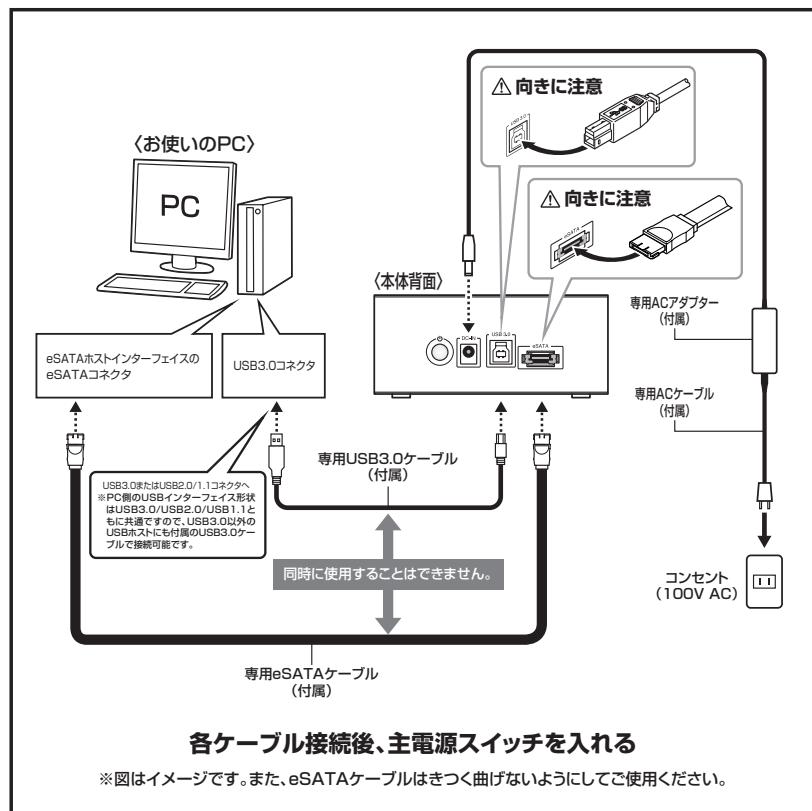 ⚠ 向きに注意
USB 3.0
〈お使いのPC〉
PC
⚠ 向きに注意
eSATA
〈本体背面〉
専用ACアダプター
(付属)
DC-IN
USB 3.0
eSATA
eSATAホストインターフェイスの
eSATAコネクタ
USB3.0コネクタ
専用ACケーブル
(付属)
専用USB3.0ケーブル
(付属)
USB3.0またはUSB2.0/1.1コネクタへ
※PC側のUSBインターフェイス形状
はUSB3.0/USB2.0/USB1.1と
もに共通ですので、USB3.0以外の
USBホストにも付属のUSB3.0ケー
ブルで接続可能です。
同時に使用することはできません。
コンセント
(100V AC)
専用eSATAケーブル
(付属)
各ケーブル接続後、主電源スイッチを入れる
※図はイメージです。また、eSATAケーブルはきつく曲げないようにしてご使用ください。